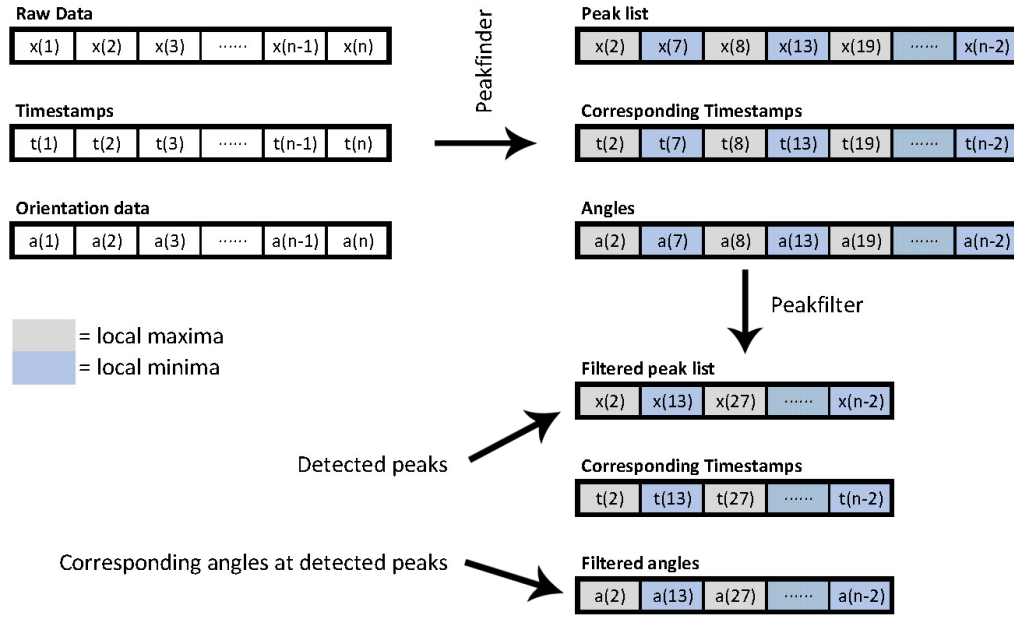 Raw Data
x(1) x(2) x(3) ······ x(n-1) x(n)
Timestamps
t(1) t(2) t(3) ······ t(n-1) t(n)
Orientation data
a(1) a(2) a(3) ······ a(n-1) a(n)
= local maxima
= local minima
Peakfinder
Peak list
x(2) x(7) x(8) x(13) x(19) ······ x(n-2)
Corresponding Timestamps
t(2) t(7) t(8) t(13) t(19) ······ t(n-2)
Angles
a(2) a(7) a(8) a(13) a(19) ······ a(n-2)
Peakfilter
Filtered peak list
x(2) x(13) x(27) ······ x(n-2)
Detected peaks
Corresponding Timestamps
t(2) t(13) t(27) ······ t(n-2)
Corresponding angles at detected peaks
Filtered angles
a(2) a(13) a(27) ······ a(n-2)